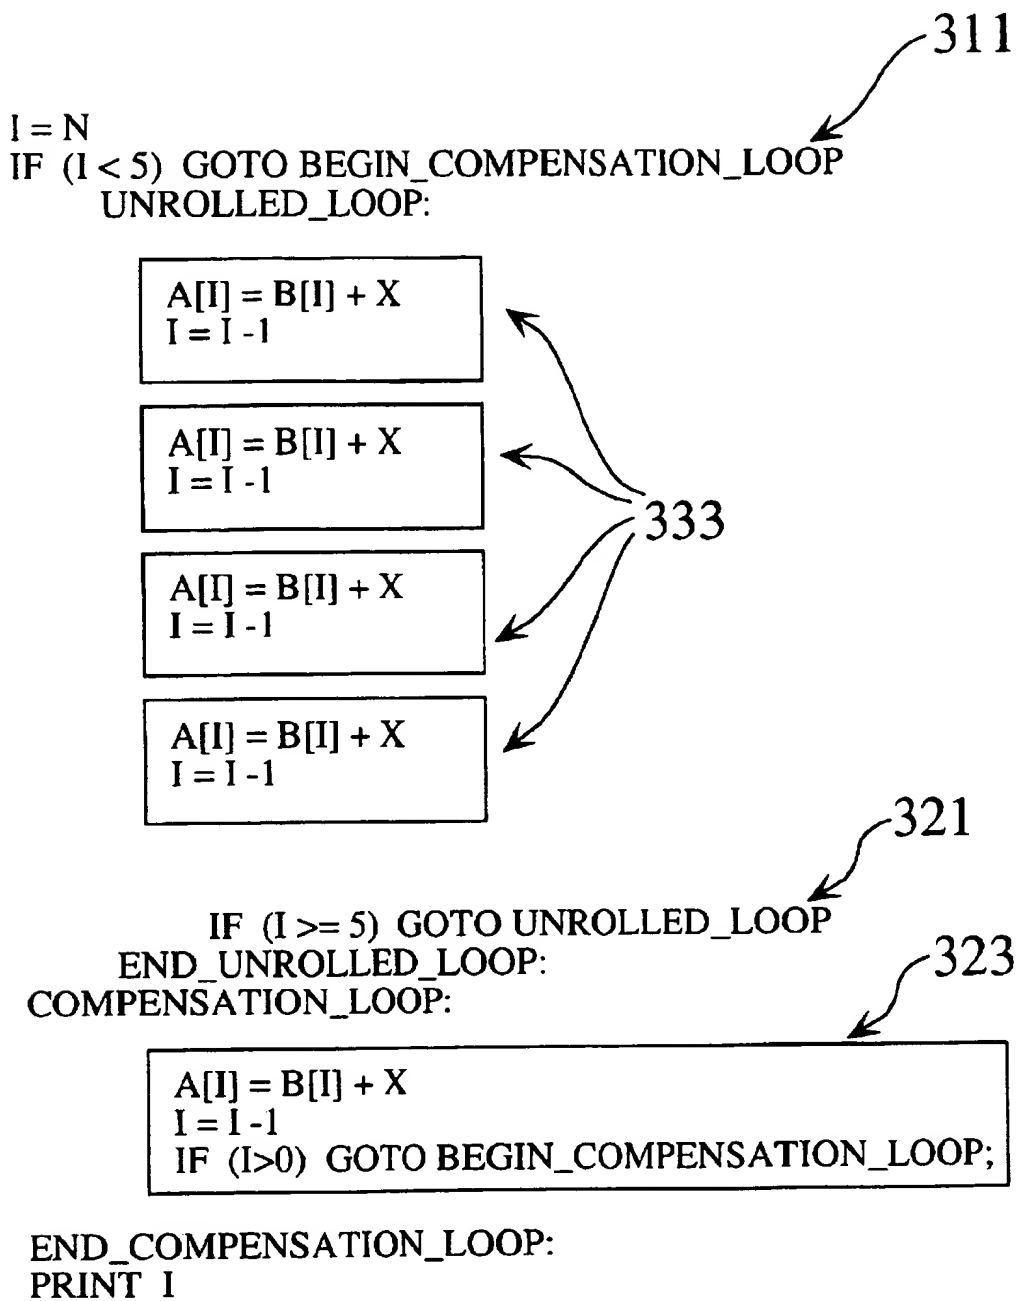 311
I = N
IF (I < 5) GOTO BEGIN_COMPENSATION_LOOP
UNROLLED_LOOP:
A[I] = B[I] + X
I = I -1
A[I] = B[I] + X
I = I -1
333
A[I] = B[I] + X
I = I -1
A[I] = B[I] + X
I = I -1
321
IF (I >= 5) GOTO UNROLLED_LOOP
END_UNROLLED_LOOP:
323
COMPENSATION_LOOP:
A[I] = B[I] + X
I = I -1
IF (I>0) GOTO BEGIN_COMPENSATION_LOOP;
END_COMPENSATION_LOOP:
PRINT I